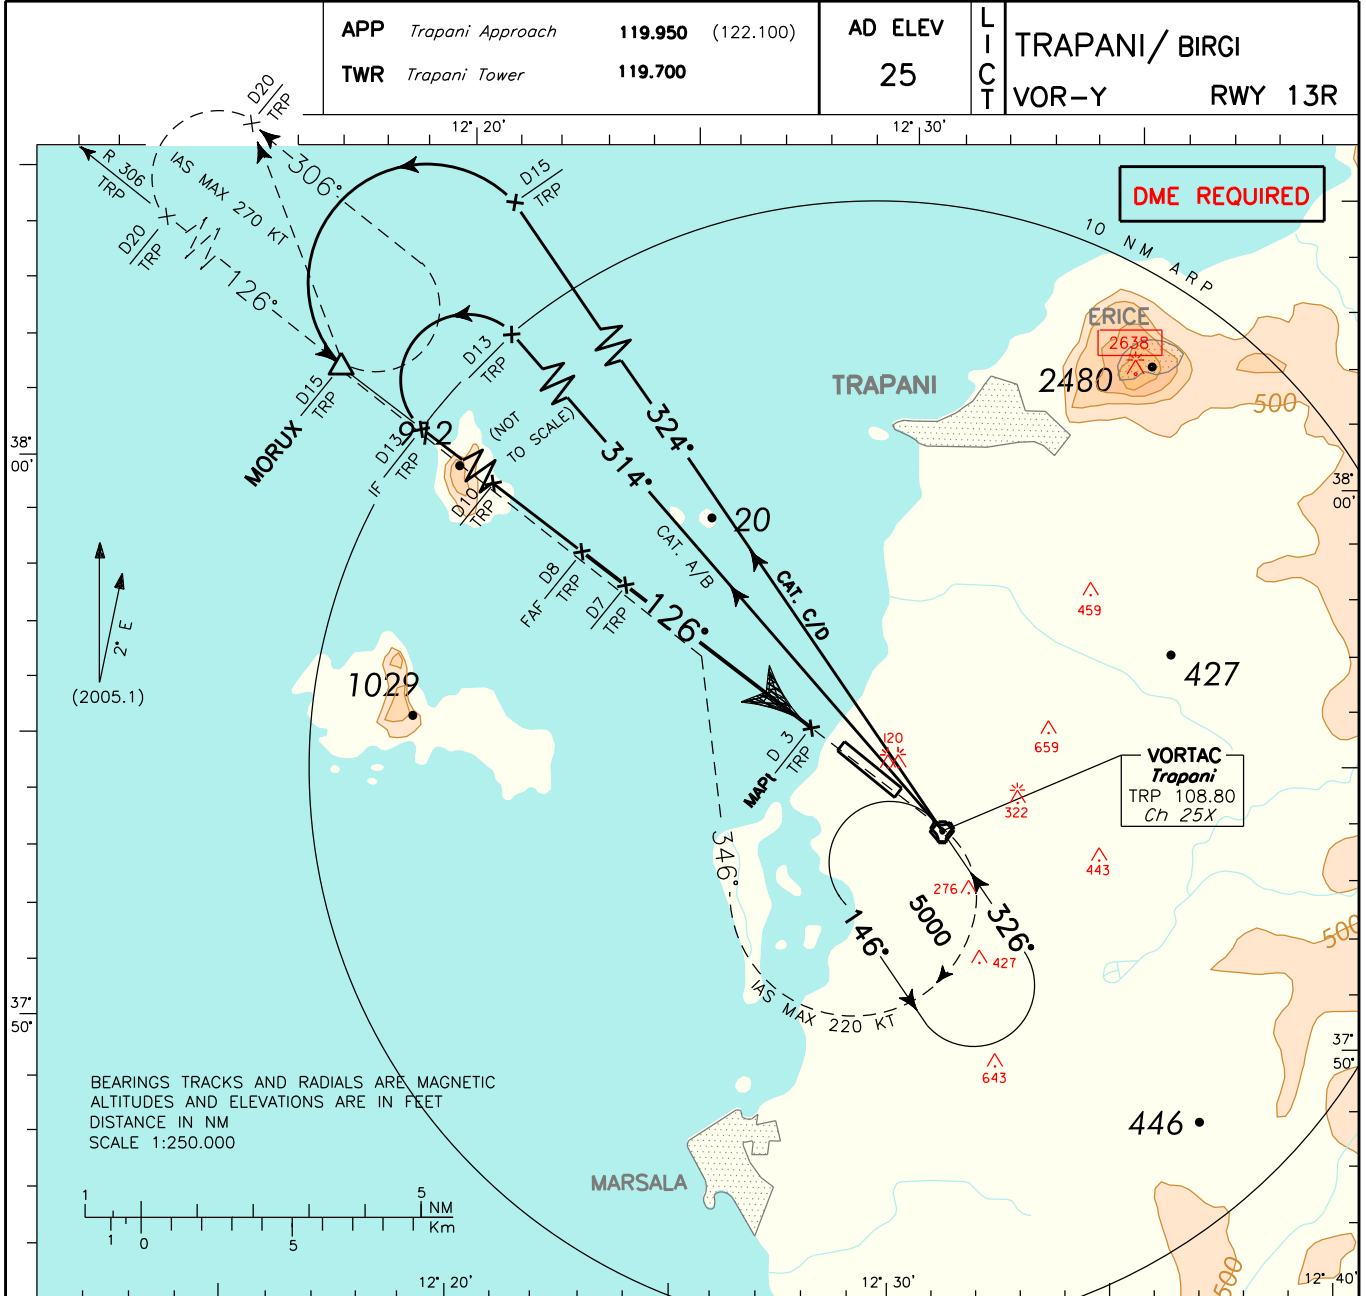 APP Trapani Approach 119.950 (122.100)
TWR Trapani Tower 119.700
AD ELEV
25
LICT
TRAPANI/BIRGI
VOR-Y RWY 13R
12° 20'
12° 30'
DME REQUIRED
D20
TRP
R 306
TRP
IAS MAX 270 KT
306°
D20
TRP
126°
D15
TRP
10 NM ARP
ERICE
2638
2480
500
TRAPANI
D13
TRP
324°
314°
(NOT
TO SCALE)
MORUX
D15
TRP
912
IF
D13
TRP
D10
TRP
38°
00'
38°
00'
20
CAT. A/B
CAT. C/D
FAF
D8
TRP
D7
TRP
126°
2° E
(2005.1)
459
427
1029
659
120
D 3
TRP
MAPt
VORTAC
Trapani
TRP 108.80
Ch 25X
322
443
346°
276
5000
146°
326°
427
500
IAS MAX 220 KT
37°
50'
37°
50'
643
446
BEARINGS TRACKS AND RADIALS ARE MAGNETIC
ALTITUDES AND ELEVATIONS ARE IN FEET
DISTANCE IN NM
SCALE 1:250.000
MARSALA
1 5 NM
Km
1 0 5
500
12° 20'
12° 30'
12° 40'